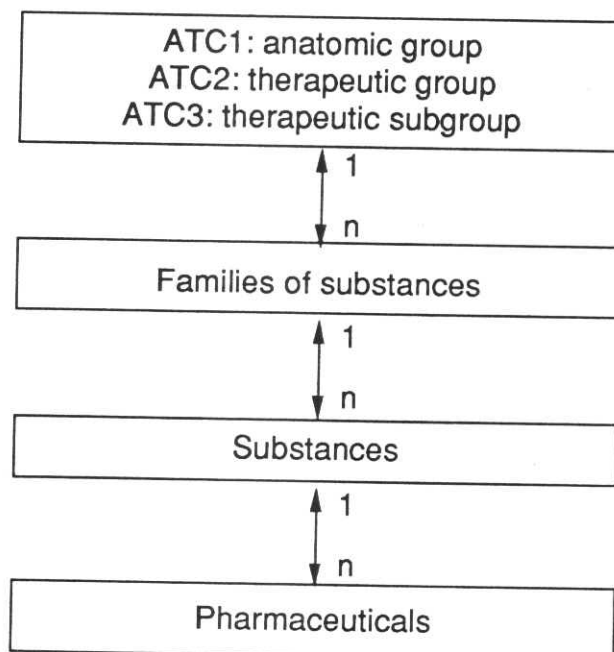 ATC1: anatomic group
ATC2: therapeutic group
ATC3: therapeutic subgroup
1
n
Families of substances
1
n
Substances
1
n
Pharmaceuticals